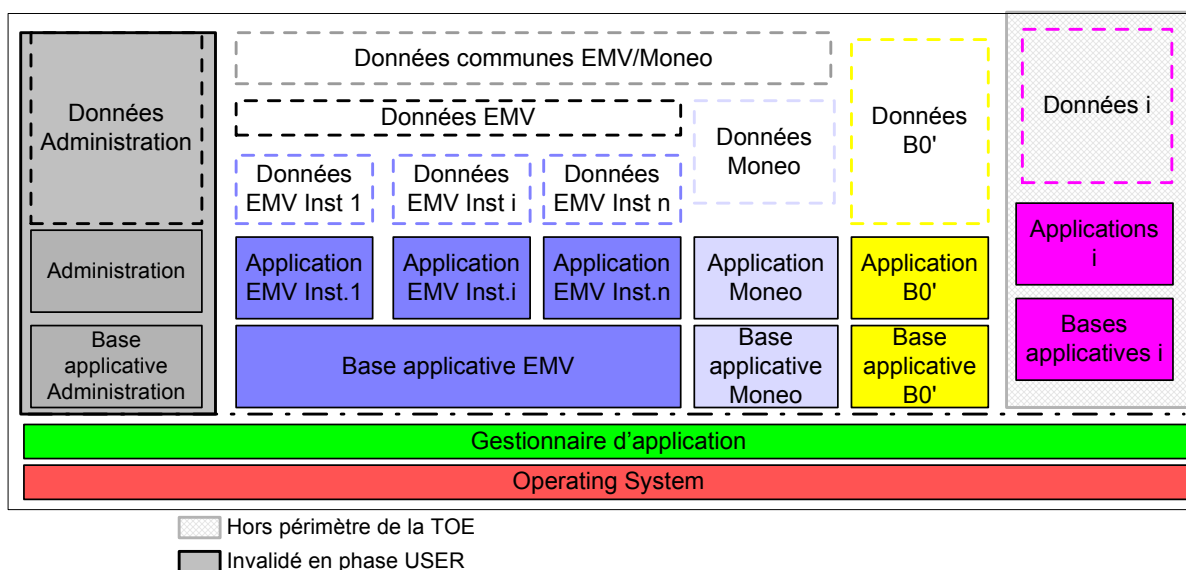 Données communes EMV/Moneo
Données
Administration
Données EMV
Données
Moneo
Données
B0'
Données i
Données
EMV Inst 1
Données
EMV Inst i
Données
EMV Inst n
Administration
Application
EMV Inst.1
Application
EMV Inst.i
Application
EMV Inst.n
Application
Moneo
Application
B0'
Applications
i
Base
applicative
Administration
Base applicative EMV
Base
applicative
Moneo
Base
applicative
B0'
Bases
applicatives i
Gestionnaire d'application
Operating System
Hors périmètre de la TOE
Invalidé en phase USER